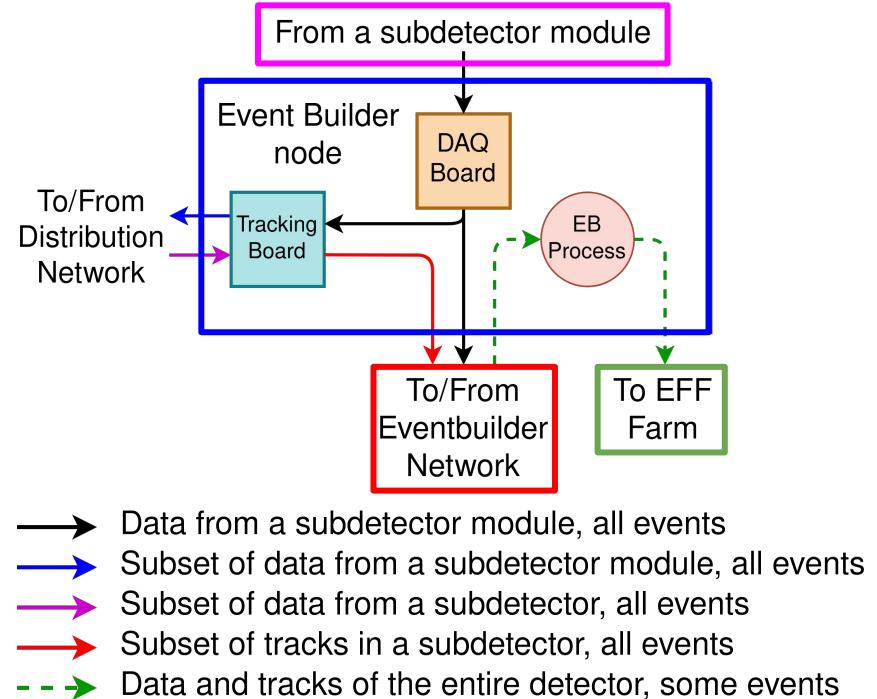 From a subdetector module
Event Builder
node
DAQ
Board
To/From
Distribution
Network
Tracking
Board
EB
Process
To/From
Eventbuilder
Network
To EFF
Farm
Data from a subdetector module, all events
Subset of data from a subdetector module, all events
Subset of data from a subdetector, all events
Subset of tracks in a subdetector, all events
Data and tracks of the entire detector, some events